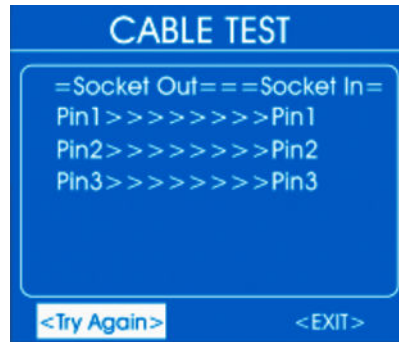 CABLE TEST
=Socket Out===Socket In=
Pin1>>>>>>>>Pin1
Pin2>>>>>>>>Pin2
Pin3>>>>>>>>Pin3
<Try Again> <EXIT>